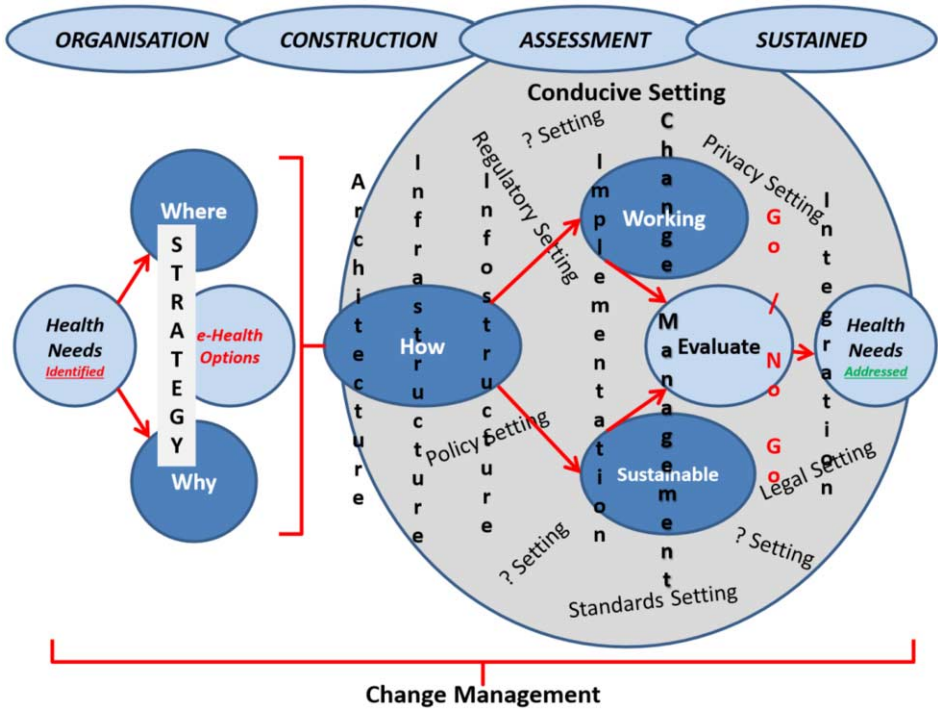 ORGANISATION
CONSTRUCTION
ASSESSMENT
SUSTAINED
Conducive Setting
? Setting
Regulatory Setting
Privacy Setting
Where
STRATEGY
Why
Health
Needs
Identified
e-Health
Options
Architecture
Infrastructure
Infostructure
How
Policy Setting
Implementation
Change Management
Working
Evaluate
Sustainable
Go / No Go
Integration
Health
Needs
Addressed
Legal Setting
? Setting
? Setting
Standards Setting
Change Management